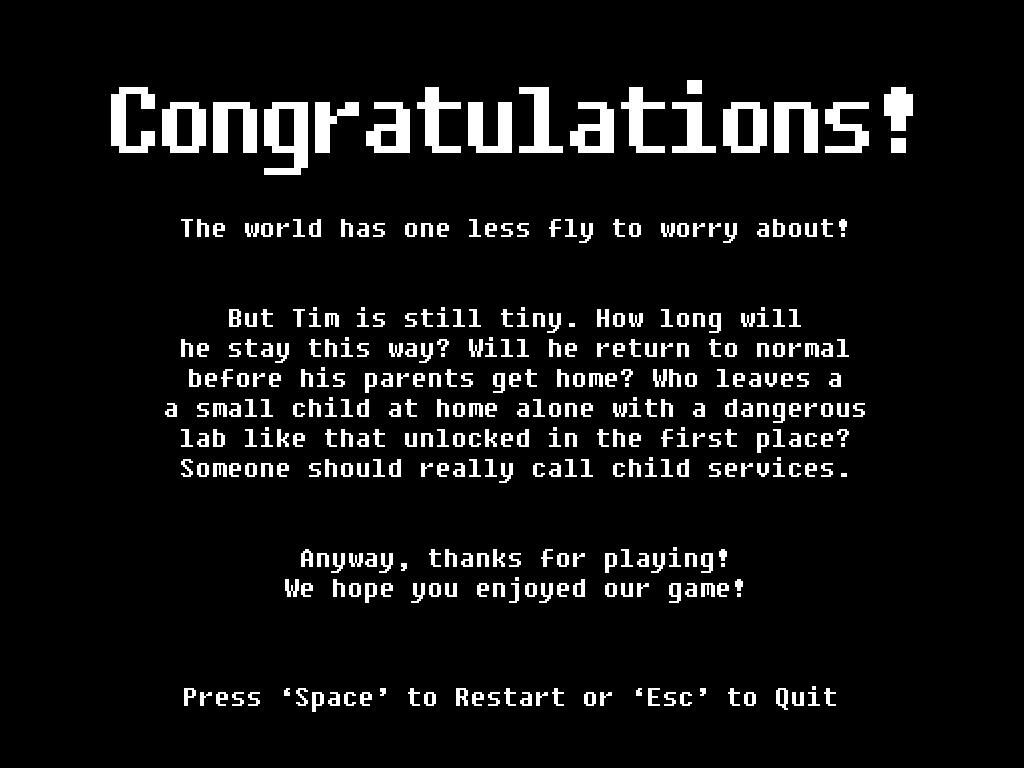 Congratulations!
The world has one less fly to worry about!
But Tim is still tiny. How long will
he stay this way? Will he return to normal
before his parents get home? Who leaves a
a small child at home alone with a dangerous
lab like that unlocked in the first place?
Someone should really call child services.
Anyway, thanks for playing!
We hope you enjoyed our game!
Press ‘Space’ to Restart or ‘Esc’ to Quit